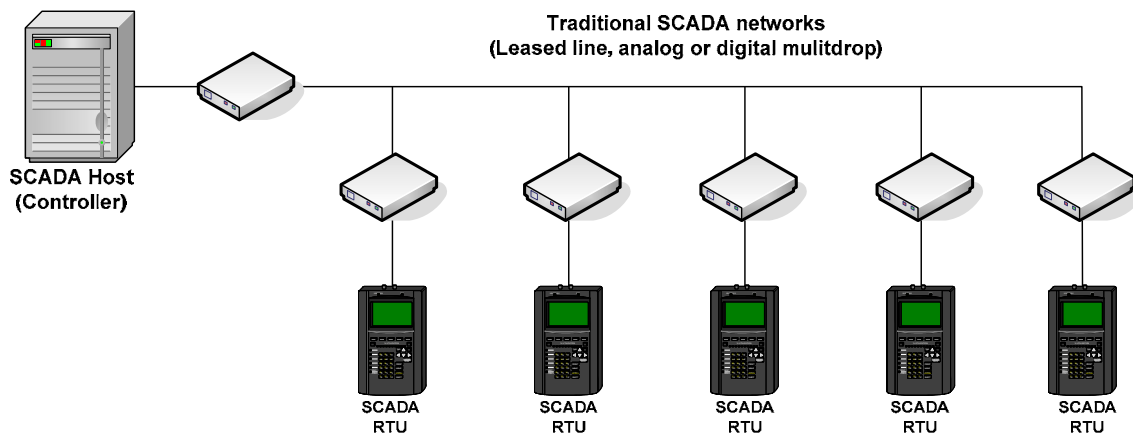 Traditional SCADA networks
(Leased line, analog or digital mulitdrop)
SCADA Host
(Controller)
SCADA
RTU
SCADA
RTU
SCADA
RTU
SCADA
RTU
SCADA
RTU